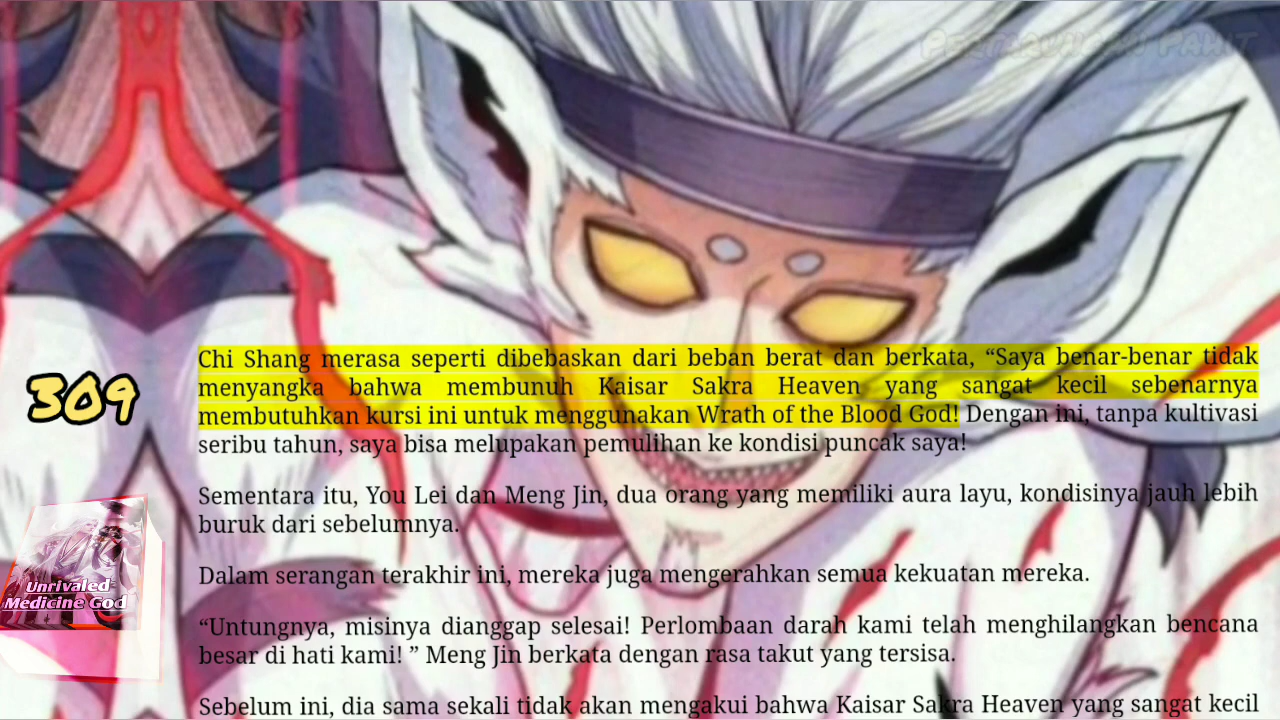 Pertarungan Pahit
Chi Shang merasa seperti dibebaskan dari beban berat dan berkata, “Saya benar-benar tidak
menyangka bahwa membunuh Kaisar Sakra Heaven yang sangat kecil sebenarnya
membutuhkan kursi ini untuk menggunakan Wrath of the Blood God! Dengan ini, tanpa kultivasi
seribu tahun, saya bisa melupakan pemulihan ke kondisi puncak saya!
309
Sementara itu, You Lei dan Meng Jin, dua orang yang memiliki aura layu, kondisinya jauh lebih
buruk dari sebelumnya.
Dalam serangan terakhir ini, mereka juga mengerahkan semua kekuatan mereka.
Unrivaled
Medicine God
“Untungnya, misinya dianggap selesai! Perlombaan darah kami telah menghilangkan bencana
besar di hati kami! ” Meng Jin berkata dengan rasa takut yang tersisa.
Sebelum ini, dia sama sekali tidak akan mengakui bahwa Kaisar Sakra Heaven yang sangat kecil